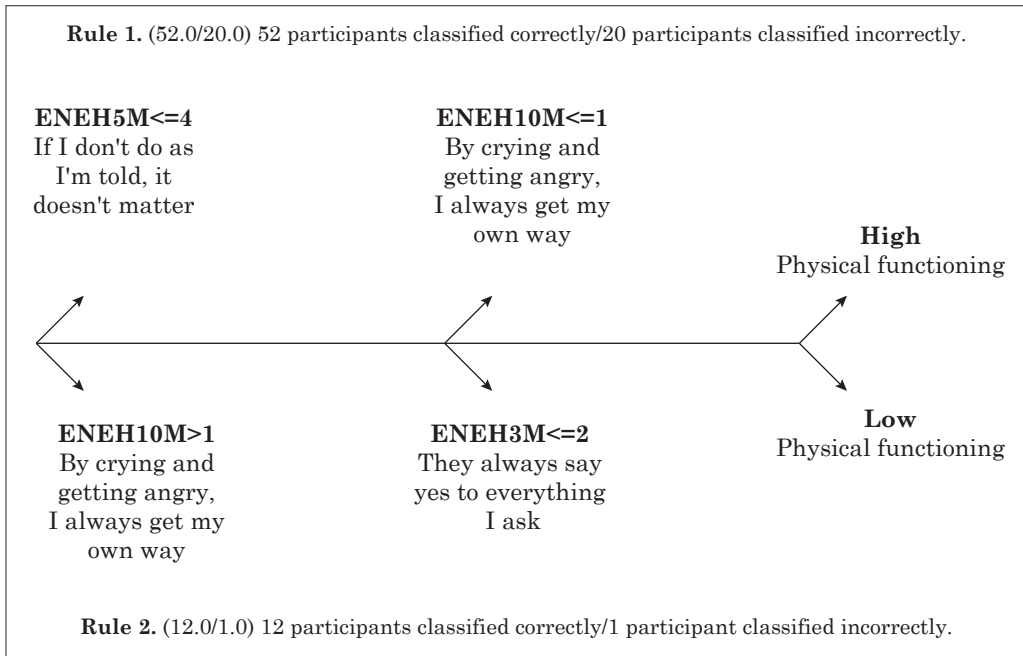 Rule 1. (52.0/20.0) 52 participants classified correctly/20 participants classified incorrectly.
ENEH5M<=4
If I don't do as
I'm told, it
doesn't matter
ENEH10M<=1
By crying and
getting angry,
I always get my
own way
High
Physical functioning
ENEH10M>1
By crying and
getting angry,
I always get my
own way
ENEH3M<=2
They always say
yes to everything
I ask
Low
Physical functioning
Rule 2. (12.0/1.0) 12 participants classified correctly/1 participant classified incorrectly.